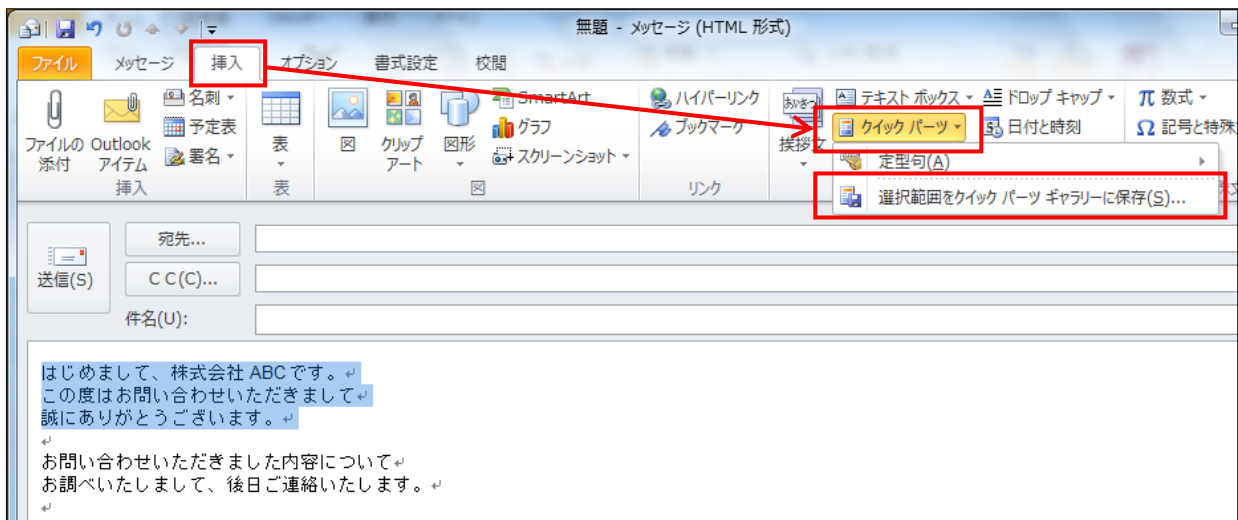 無題 - メッセージ (HTML 形式)
ファイル メッセージ 挿入 オプション 書式設定 校閲
ファイルの添付
Outlook アイテム
名刺
予定表
署名
挿入
表
表
図
クリップ アート
図形
SmartArt
グラフ
スクリーンショット
図
ハイパーリンク
ブックマーク
リンク
あいさつ
挨拶文
テキスト ボックス
クイック パーツ
ドロップ キャップ
日付と時刻
π 数式
Ω 記号と特殊
定型句(A)
選択範囲をクイック パーツ ギャラリーに保存(S)...
送信(S)
宛先...
C C(C)...
件名(U):
はじめまして、株式会社 ABC です。
この度はお問い合わせいただきまして
誠にありがとうございます。
お問い合わせいただきました内容について
お調べいたしまして、後日ご連絡いたします。